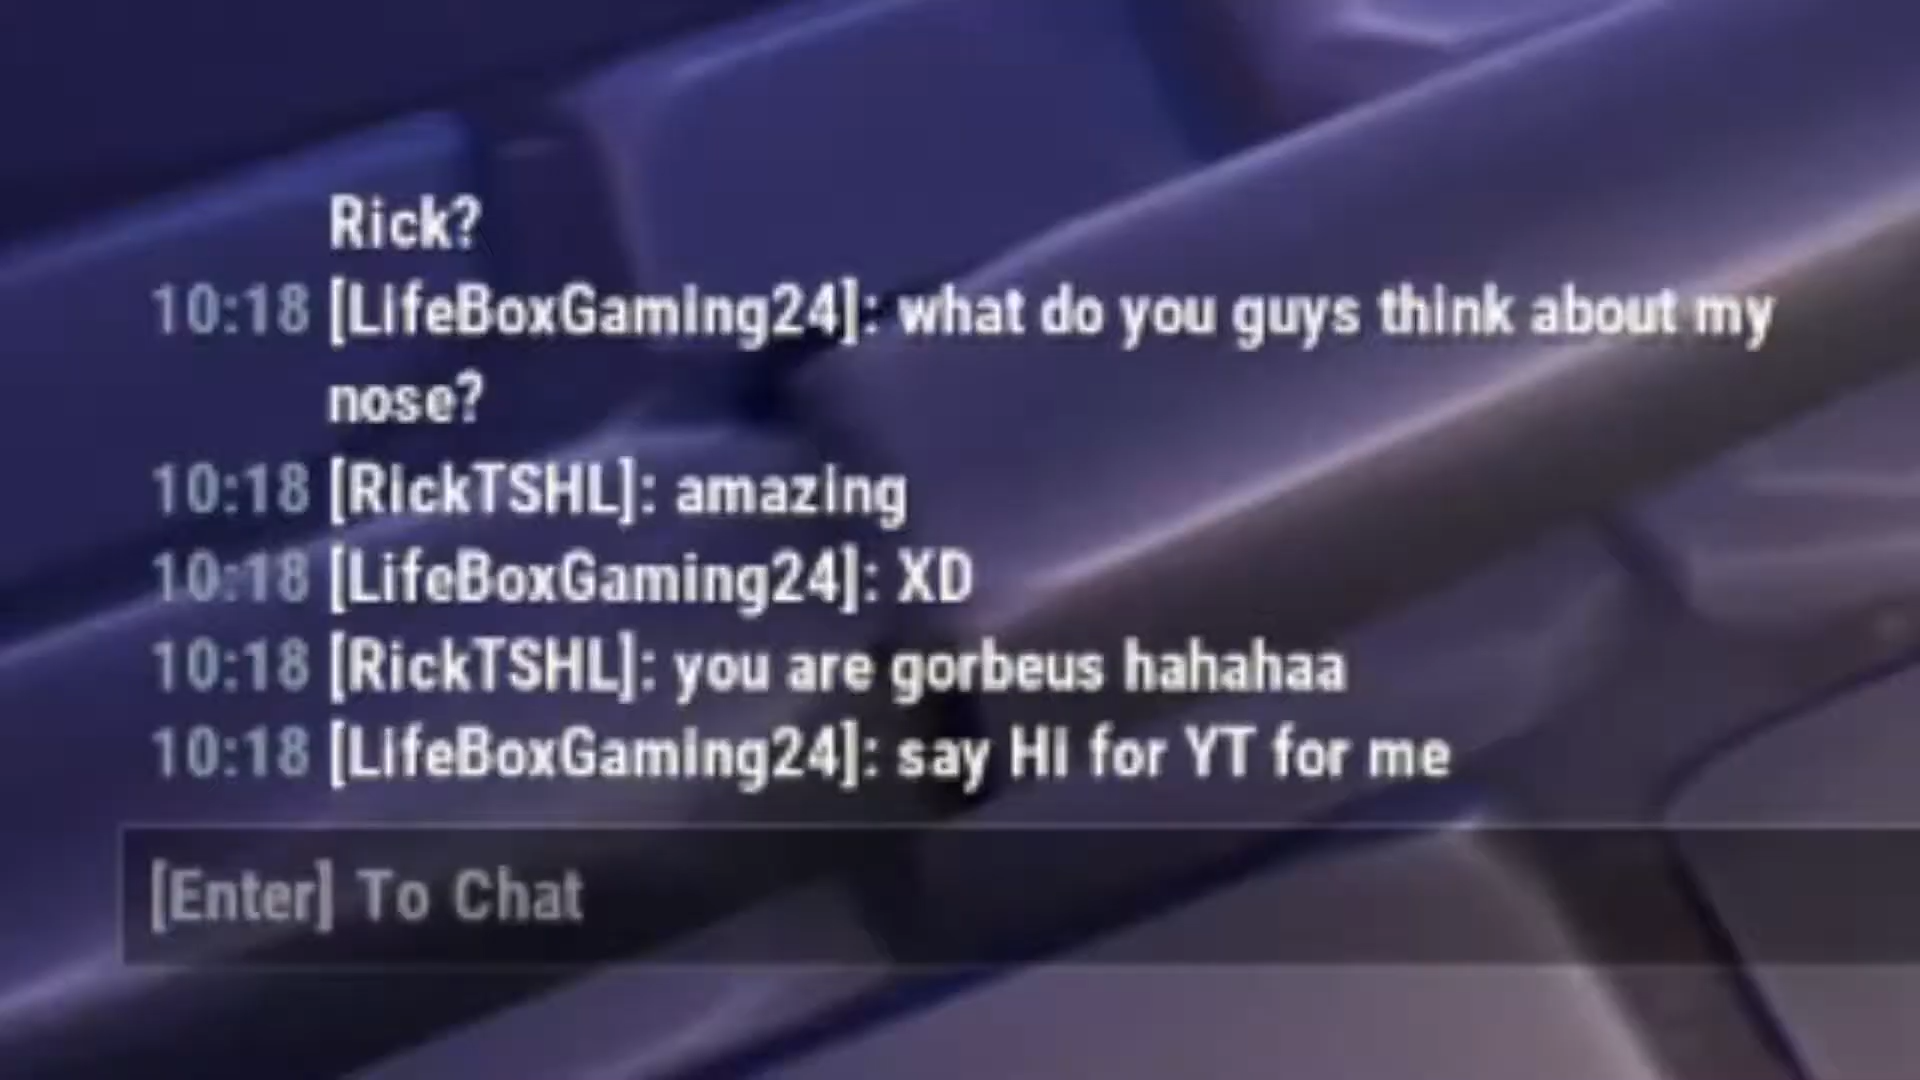 Rick?
10:18 [LifeBoxGaming24]: what do you guys think about my
nose?
10:18 [RickTSHL]: amazing
10:18 [LifeBoxGaming24]: XD
10:18 [RickTSHL]: you are gorbeus hahahaa
10:18 [LifeBoxGaming24]: say HI for YT for me
[Enter] To Chat